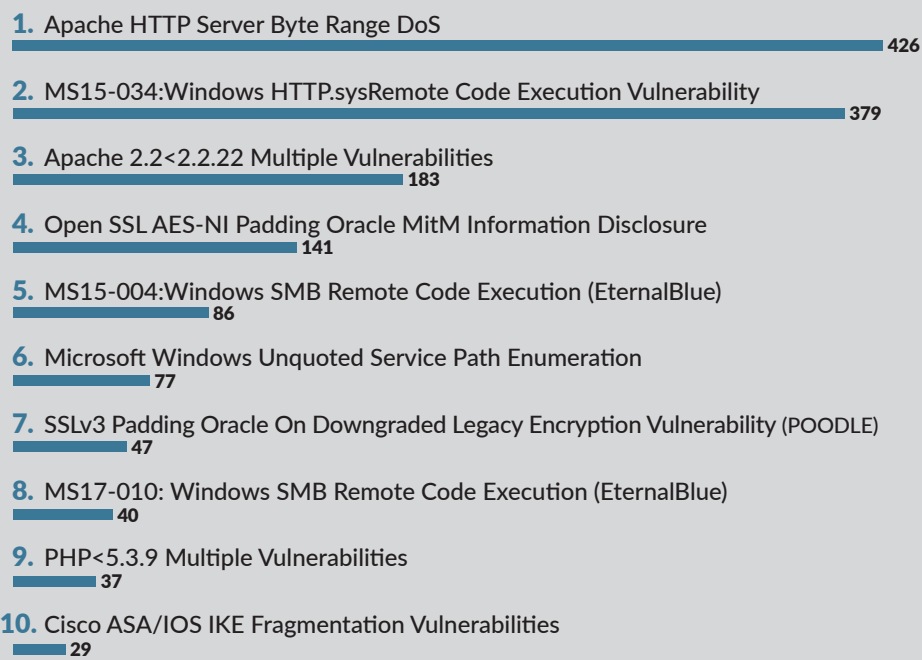 1. Apache HTTP Server Byte Range DoS
426
2. MS15-034:Windows HTTP.sysRemote Code Execution Vulnerability
379
3. Apache 2.2<2.2.22 Multiple Vulnerabilities
183
4. Open SSL AES-NI Padding Oracle MitM Information Disclosure
141
5. MS15-004:Windows SMB Remote Code Execution (EternalBlue)
86
6. Microsoft Windows Unquoted Service Path Enumeration
77
7. SSLv3 Padding Oracle On Downgraded Legacy Encryption Vulnerability (POODLE)
47
8. MS17-010: Windows SMB Remote Code Execution (EternalBlue)
40
9. PHP<5.3.9 Multiple Vulnerabilities
37
10. Cisco ASA/IOS IKE Fragmentation Vulnerabilities
29